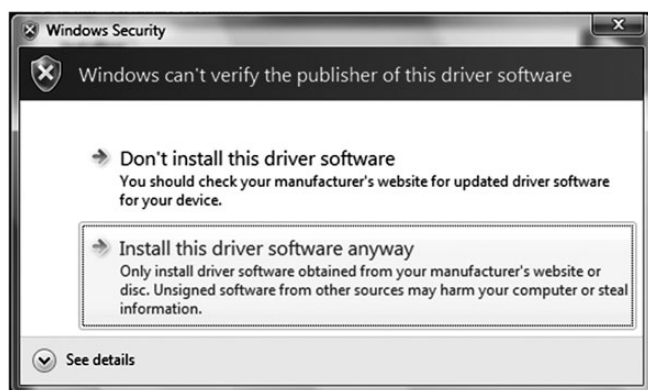 Windows Security
Windows can't verify the publisher of this driver software
Don't install this driver software
You should check your manufacturer's website for updated driver software
for your device.
Install this driver software anyway
Only install driver software obtained from your manufacturer's website or
disc. Unsigned software from other sources may harm your computer or steal
information.
See details